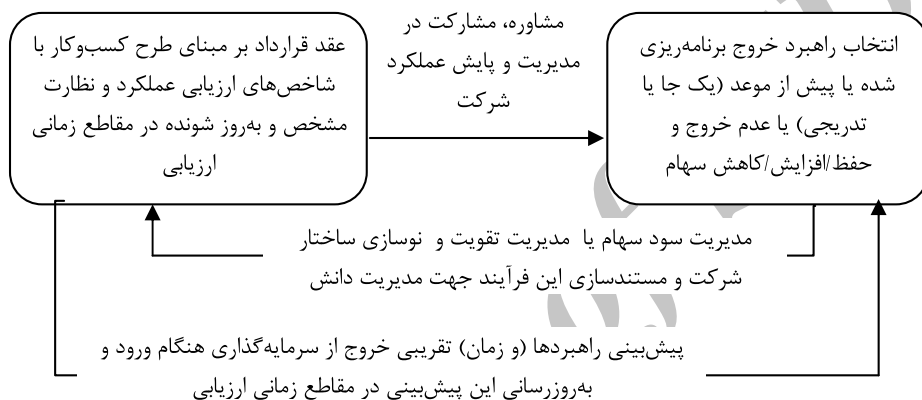 انتخاب راهبرد خروج برنامه‌ریزی
شده یا پیش از موعد (یک جا یا
تدریجی) یا عدم خروج و
حفظ/افزایش/کاهش سهام
مشاوره، مشارکت در
مدیریت و پایش عملکرد
شرکت
عقد قرارداد بر مبنای طرح کسب‌وکار با
شاخص‌های ارزیابی عملکرد و نظارت
مشخص و به‌روز شونده در مقاطع زمانی
ارزیابی
مدیریت سود سهام یا مدیریت تقویت و نوسازی ساختار
شرکت و مستندسازی این فرآیند جهت مدیریت دانش
پیش‌بینی راهبردها (و زمان) تقریبی خروج از سرمایه‌گذاری هنگام ورود و
به‌روزرسانی این پیش‌بینی در مقاطع زمانی ارزیابی